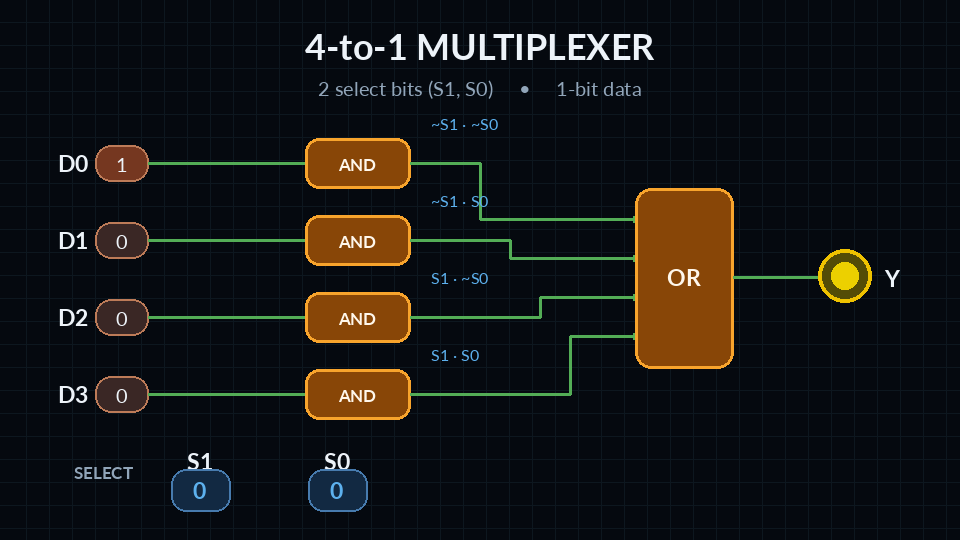 4-to-1 MULTIPLEXER
2 select bits (S1, S0) • 1-bit data
~S1 · ~S0
D0 1 AND
~S1 · S0
D1 0 AND
S1 · ~S0
OR
Y
D2 0 AND
S1 · S0
D3 0 AND
S1 S0
SELECT
0 0